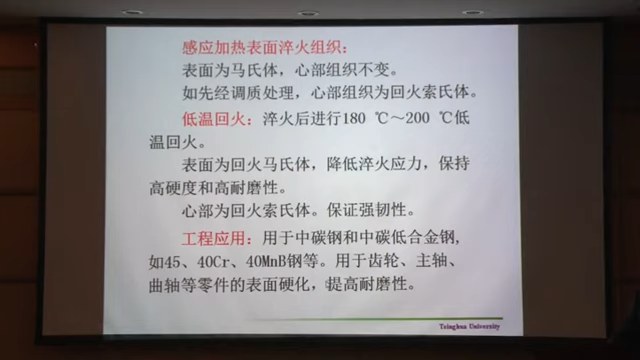 感应加热表面淬火组织：
表面为马氏体，心部组织不变。
如先经调质处理，心部组织为回火索氏体。
低温回火：淬火后进行180 ℃～200 ℃低
温回火。
表面为回火马氏体，降低淬火应力，保持
高硬度和高耐磨性。
心部为回火索氏体。保证强韧性。
工程应用：用于中碳钢和中碳低合金钢,
如45、40Cr、40MnB钢等。用于齿轮、主轴、
曲轴等零件的表面硬化，提高耐磨性。
Tsinghua University